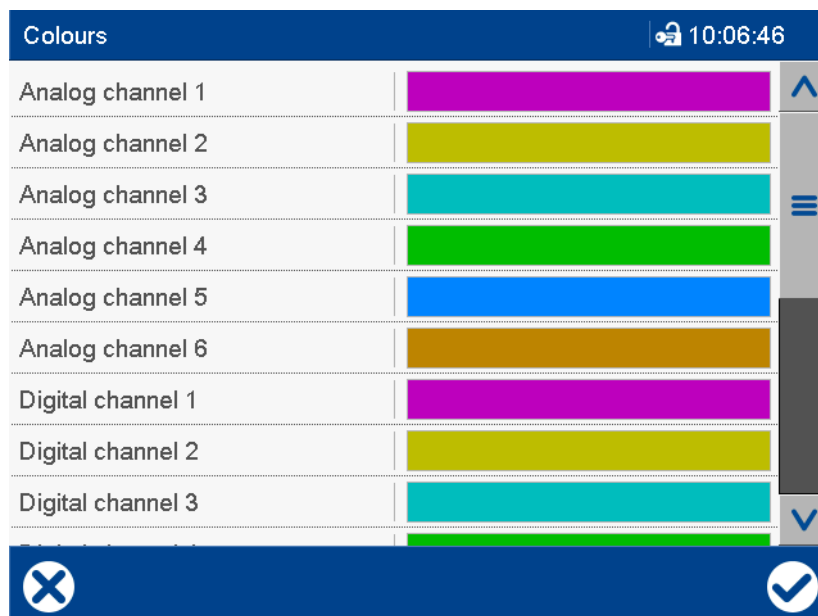 Colours
10:06:46
Analog channel 1
Analog channel 2
Analog channel 3
Analog channel 4
Analog channel 5
Analog channel 6
Digital channel 1
Digital channel 2
Digital channel 3